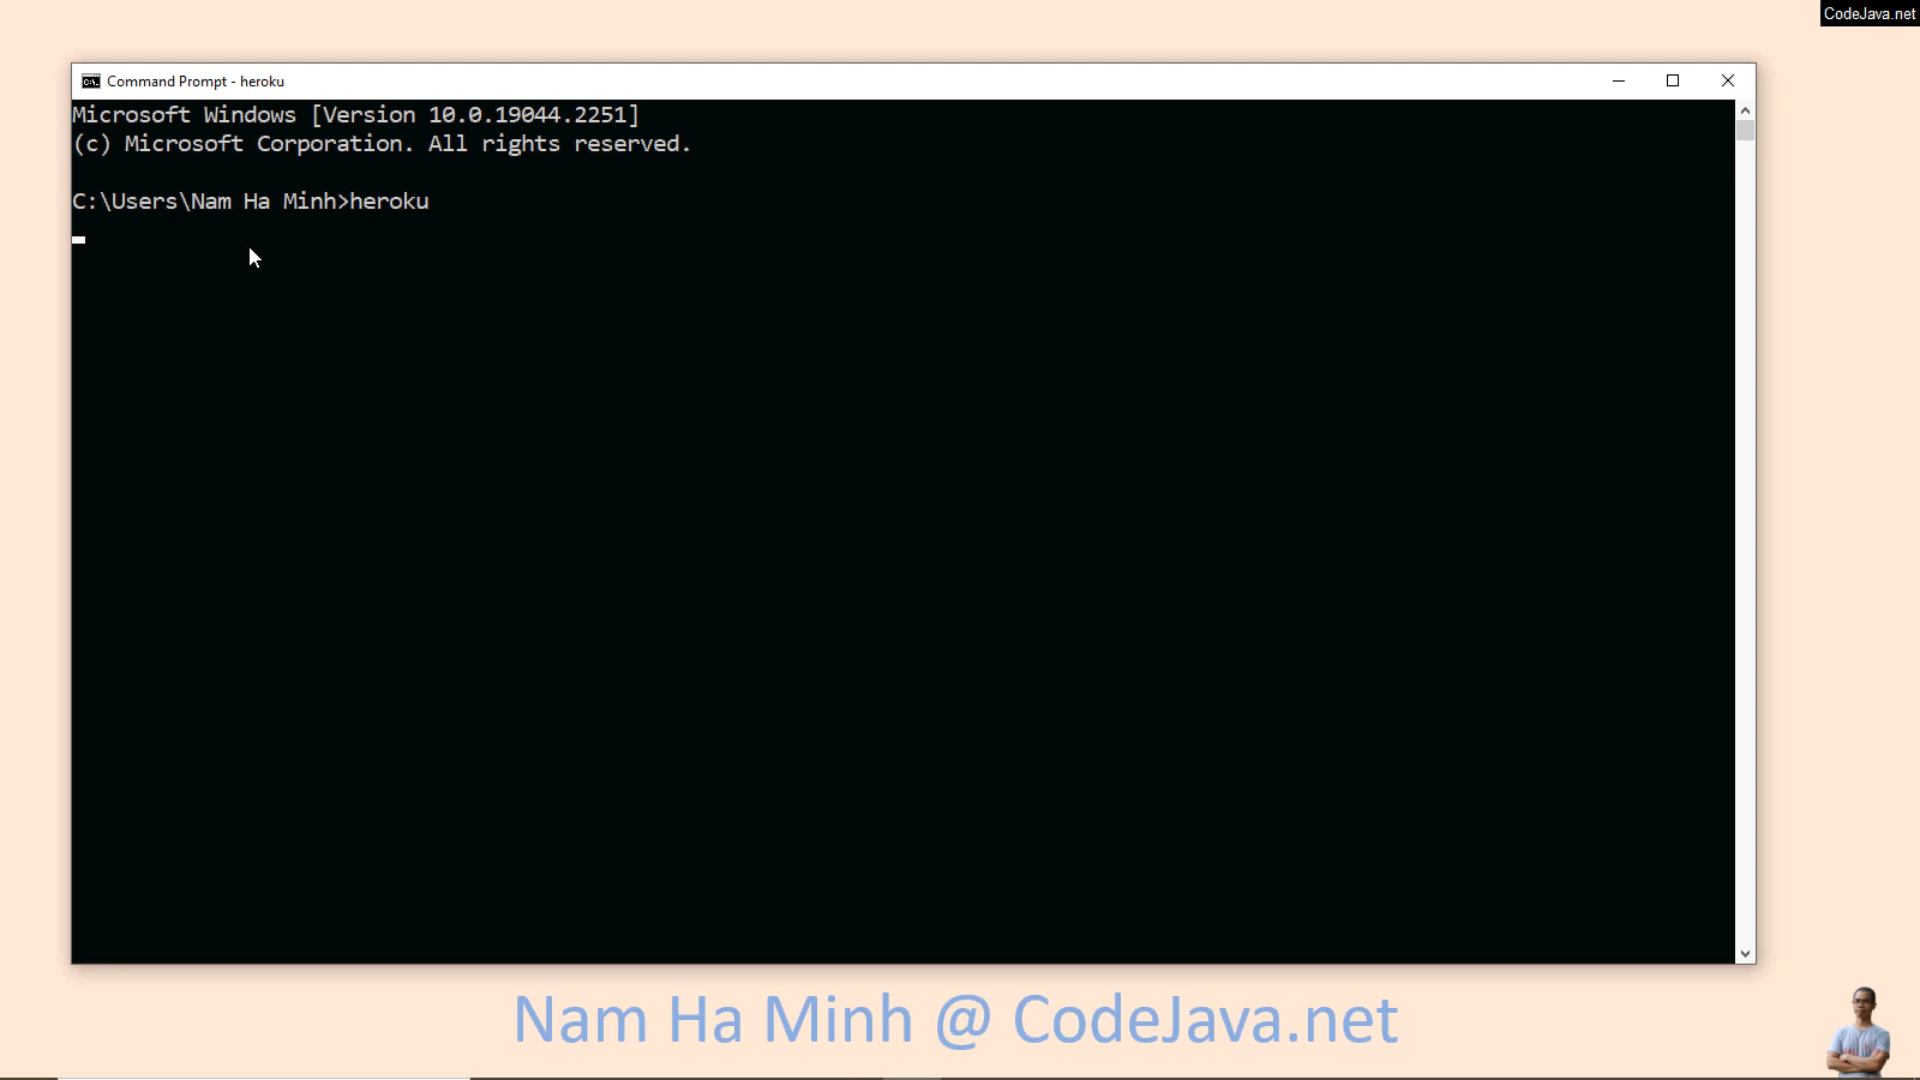 CodeJava.net
Command Prompt - heroku
Microsoft Windows [Version 10.0.19044.2251]
(c) Microsoft Corporation. All rights reserved.
C:\Users\Nam Ha Minh>heroku
Nam Ha Minh @ CodeJava.net